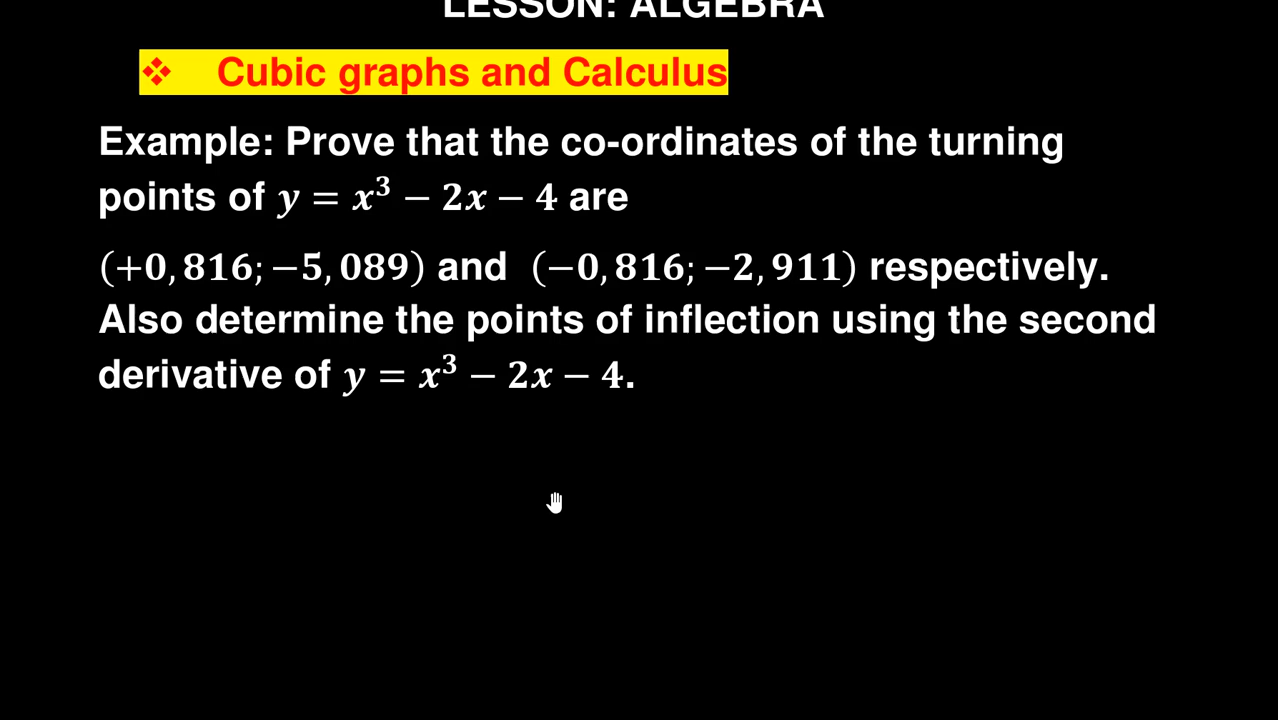 LESSON: ALGEBRA
❖ Cubic graphs and Calculus
Example: Prove that the co-ordinates of the turning
points of y = x³ − 2x − 4 are
(+0,816; −5,089) and (−0,816; −2,911) respectively.
Also determine the points of inflection using the second
derivative of y = x³ − 2x − 4.